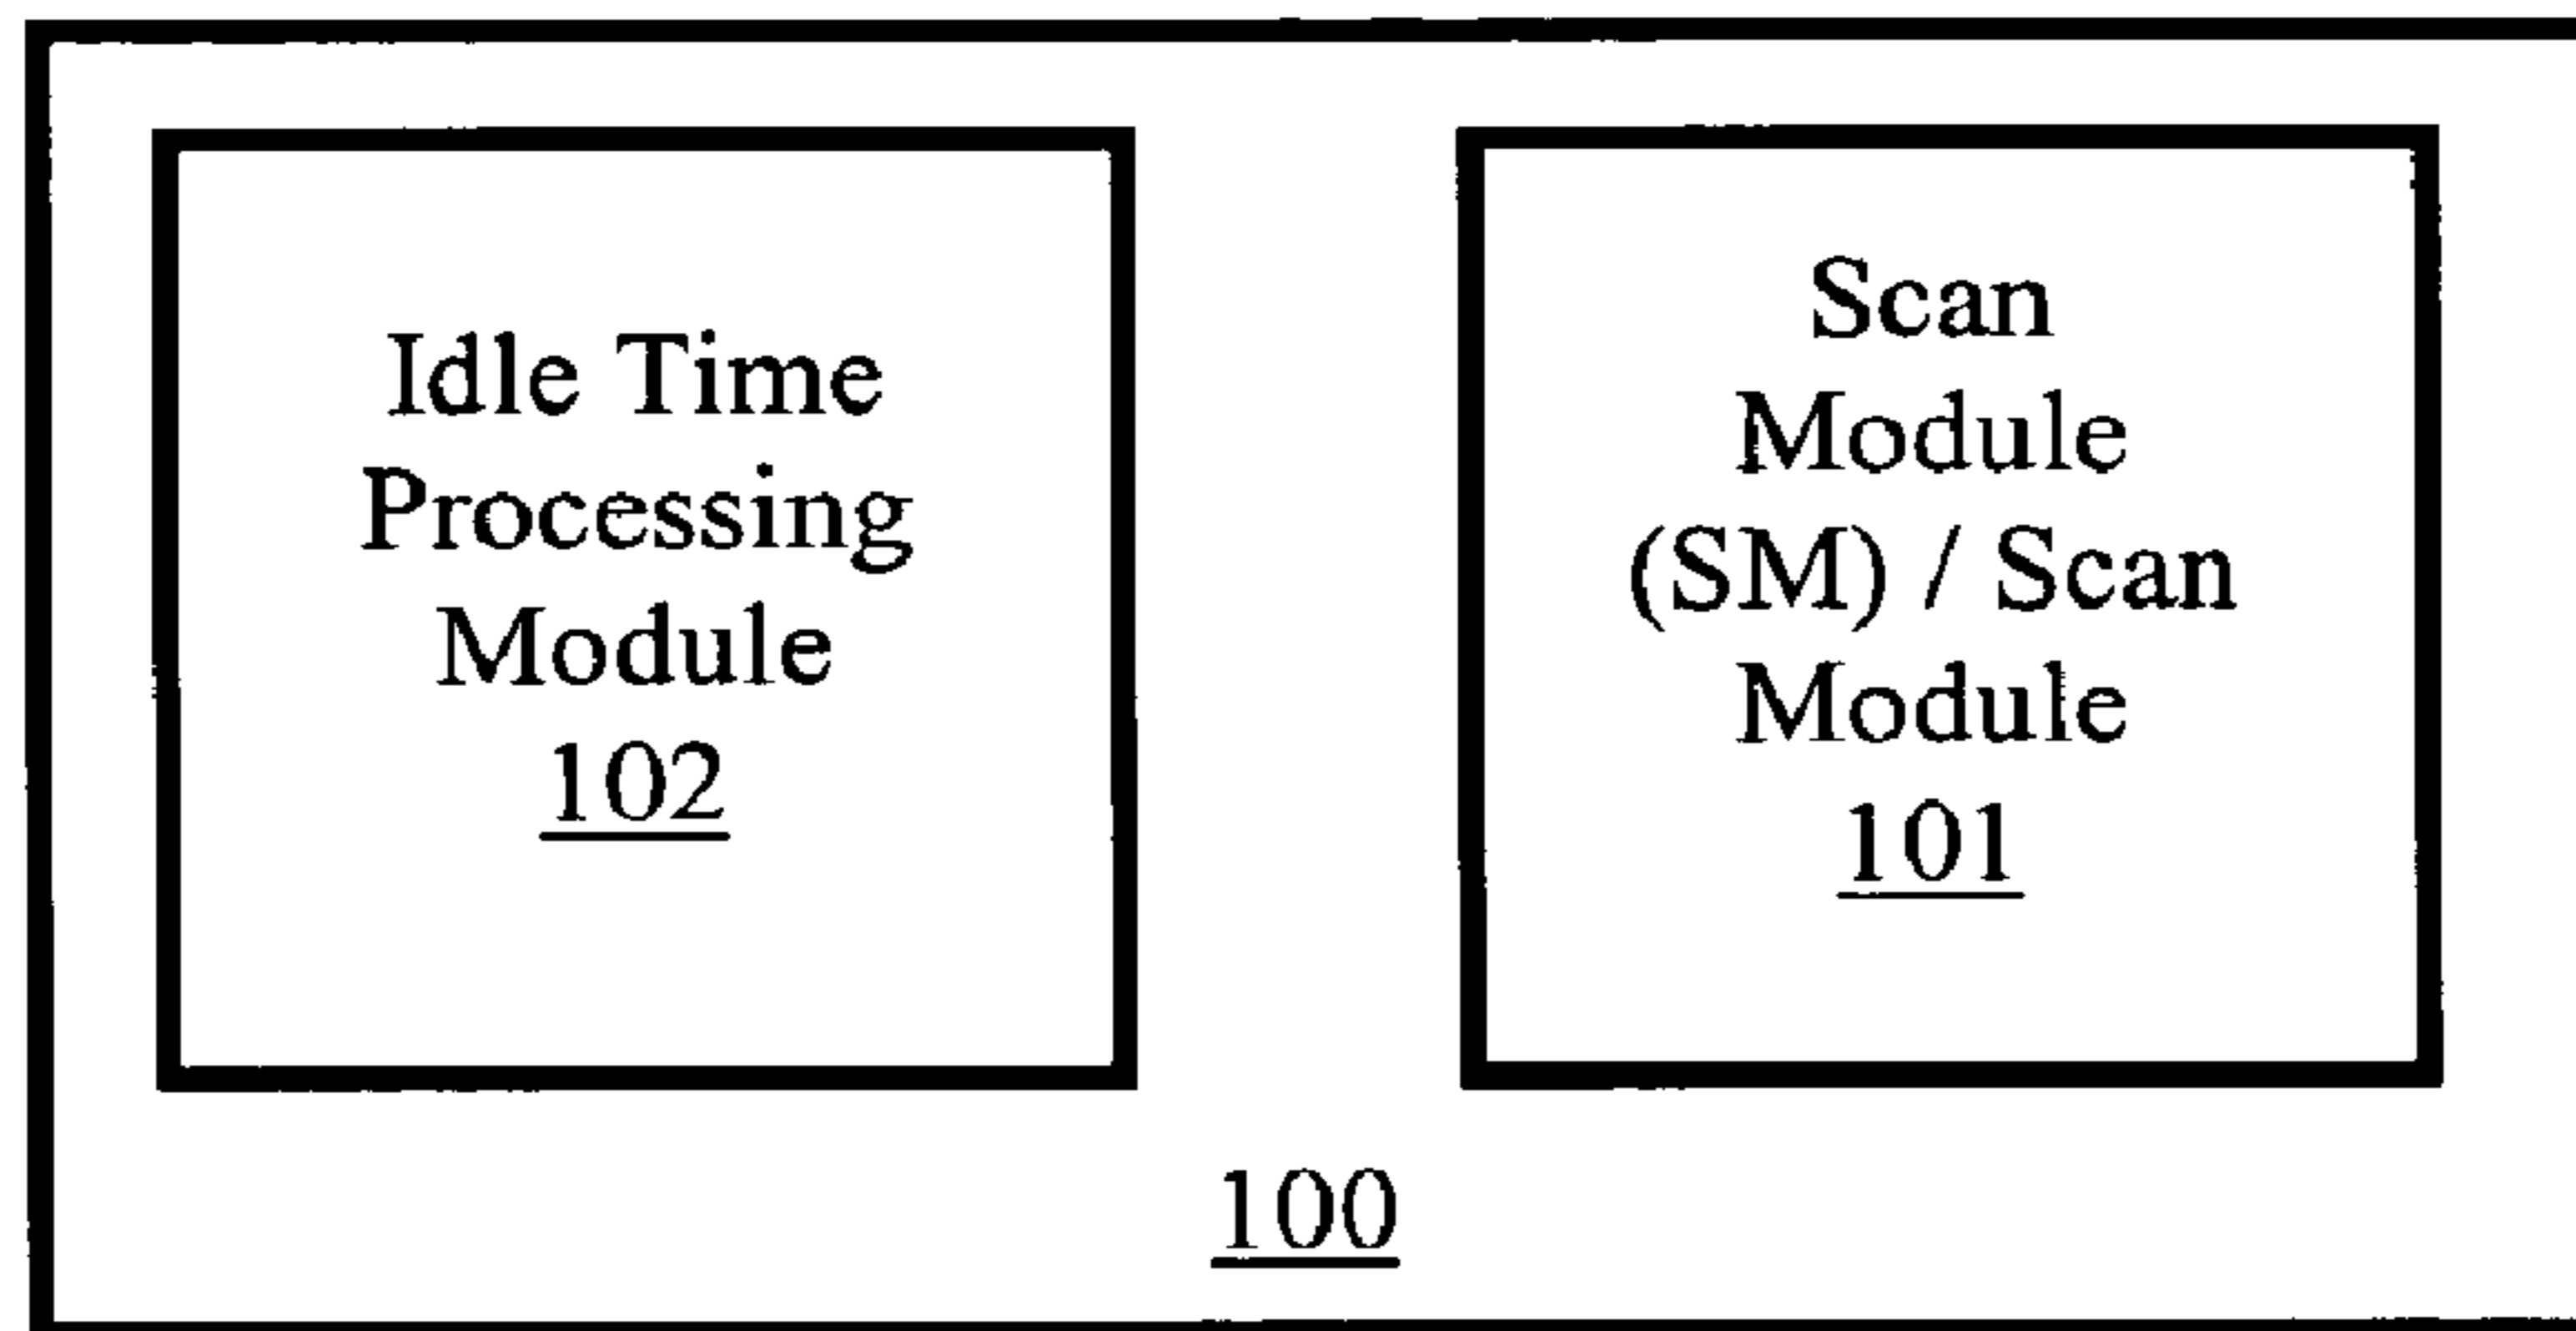 Idle Time
Processing
Module
102
Scan
Module
(SM) / Scan
Module
101
100